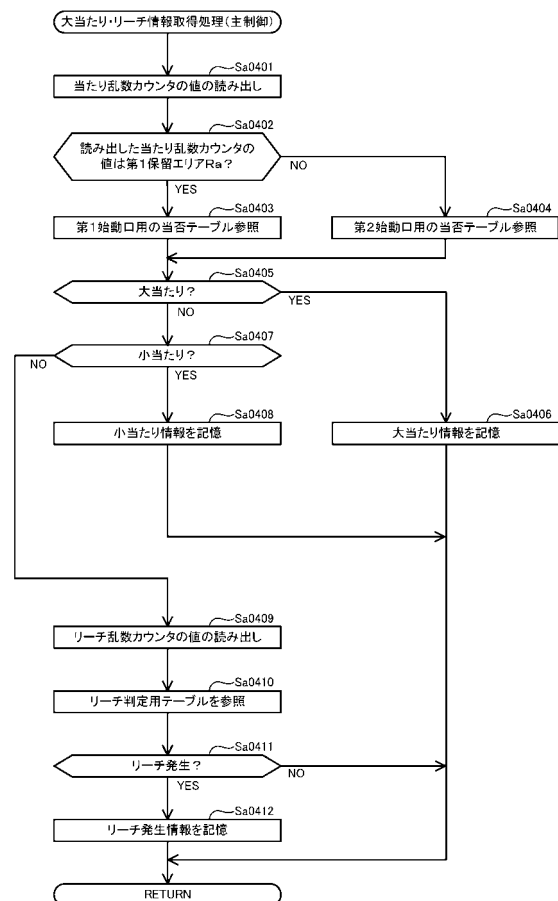 大当たり・リーチ情報取得処理(主制御)
Sa0401
当たり乱数カウンタの値の読み出し
Sa0402
読み出した当たり乱数カウンタの
値は第1保留エリアRa?
NO
YES
Sa0403
第1始動口用の当否テーブル参照
Sa0404
第2始動口用の当否テーブル参照
Sa0405
大当たり?
YES
NO
Sa0407
小当たり?
NO
YES
Sa0408
小当たり情報を記憶
Sa0406
大当たり情報を記憶
Sa0409
リーチ乱数カウンタの値の読み出し
Sa0410
リーチ判定用テーブルを参照
Sa0411
リーチ発生?
NO
YES
Sa0412
リーチ発生情報を記憶
RETURN